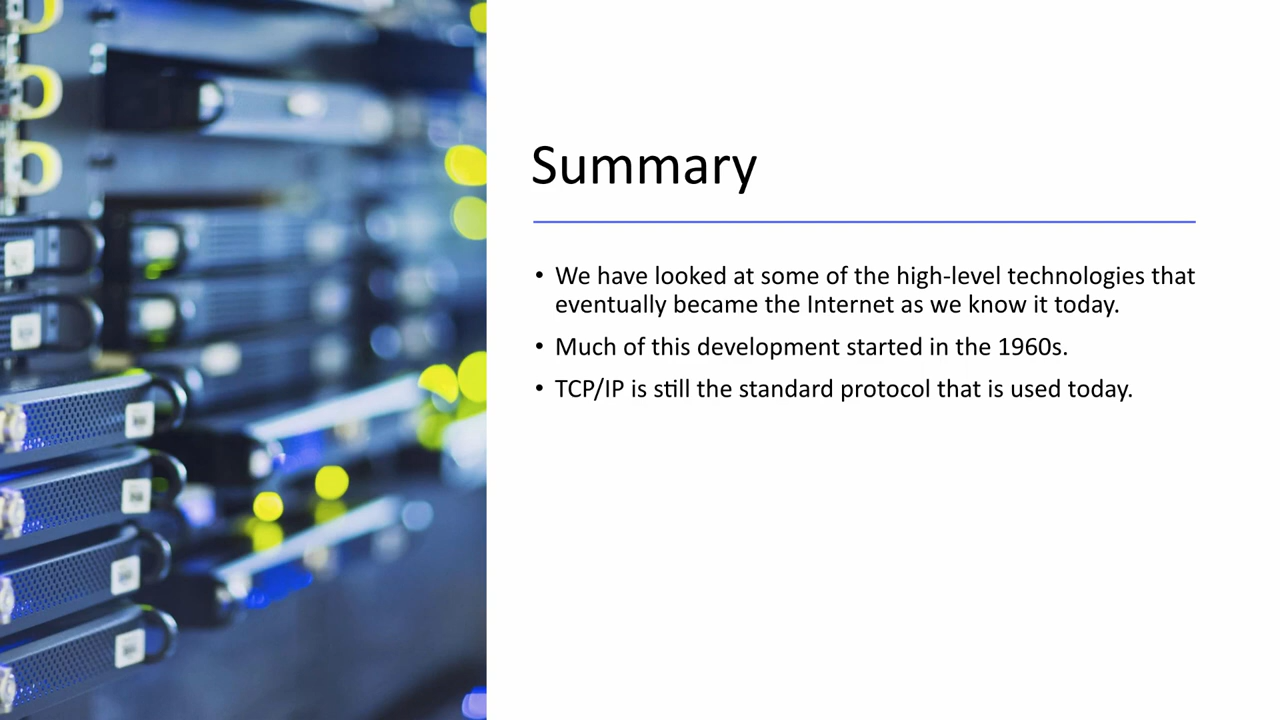 Summary
• We have looked at some of the high-level technologies that
eventually became the Internet as we know it today.
• Much of this development started in the 1960s.
• TCP/IP is still the standard protocol that is used today.